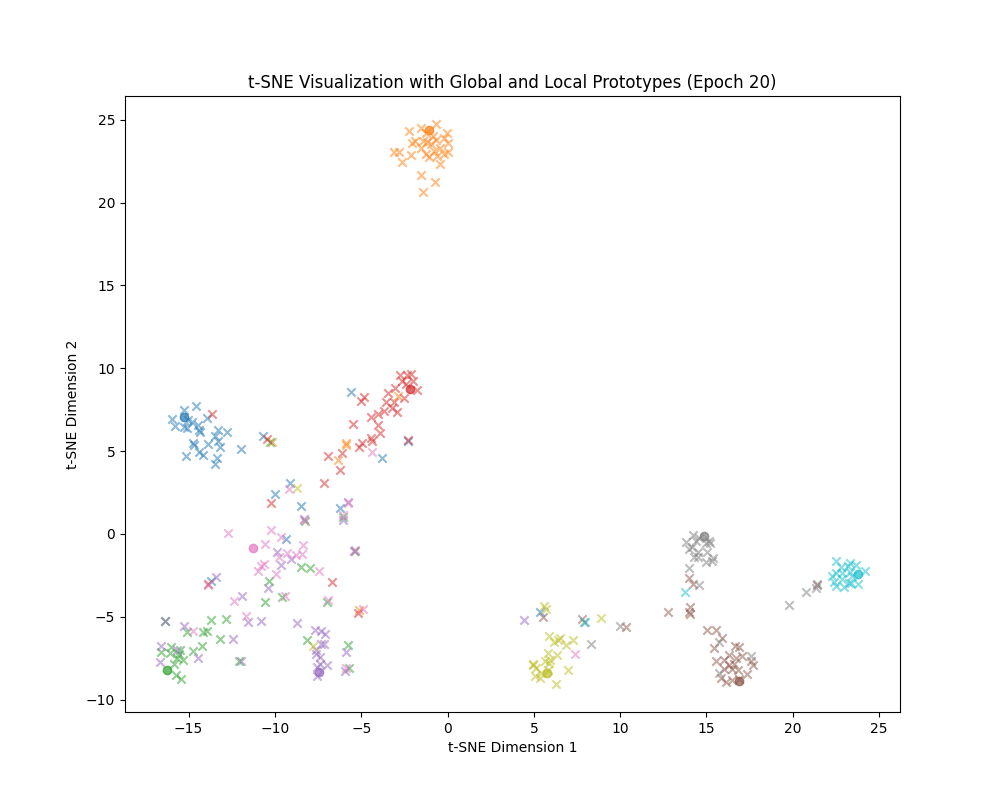 t-SNE Visualization with Global and Local Prototypes (Epoch 20)
25
20
15
10
5
0
−5
−10
t-SNE Dimension 2
−15 −10 −5 0 5 10 15 20 25
t-SNE Dimension 1